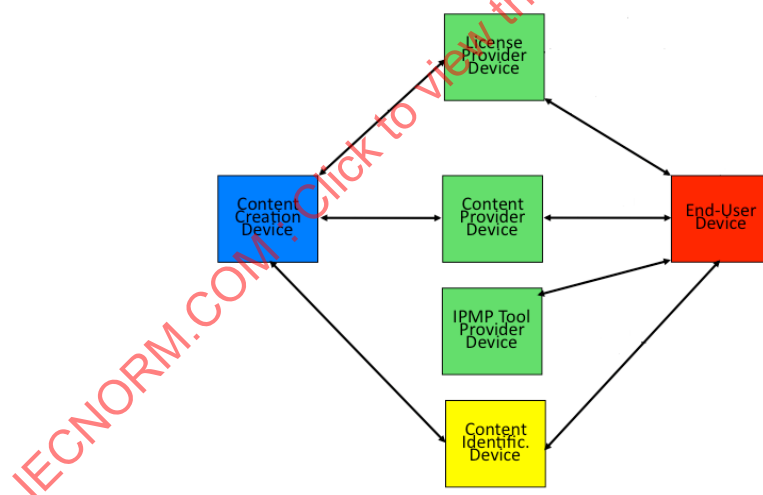 License
Provider
Device
Content
Creation
Device
Content
Provider
Device
End-User
Device
IPMP Tool
Provider
Device
Content
Identific.
Device
IECNORM.COM : Click to view th